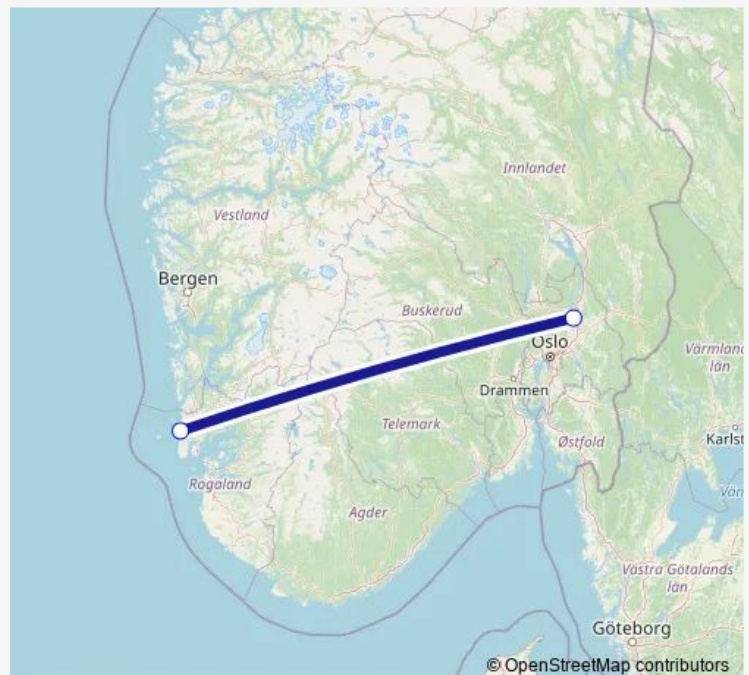 Innlandet
Vestland
Bergen
Buskerud
Oslo
Värmland
län
Drammen
Telemark
Østfold
Karlst
Vän
Rogaland
Agder
Västra Götalands
län
Göteborg
© OpenStreetMap contributors